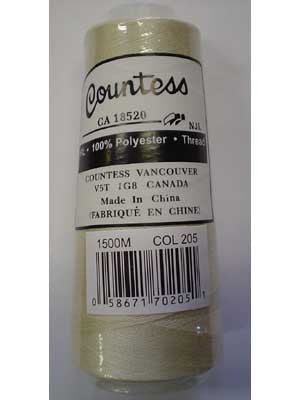 Countess
CA 18520 N.J.
• 100% Polyester • Thread
COUNTESS VANCOUVER
V5T 1G8 CANADA
Made In China
(FABRIQUÉ EN CHINE)
1500M COL 205
0 58671 70205 1